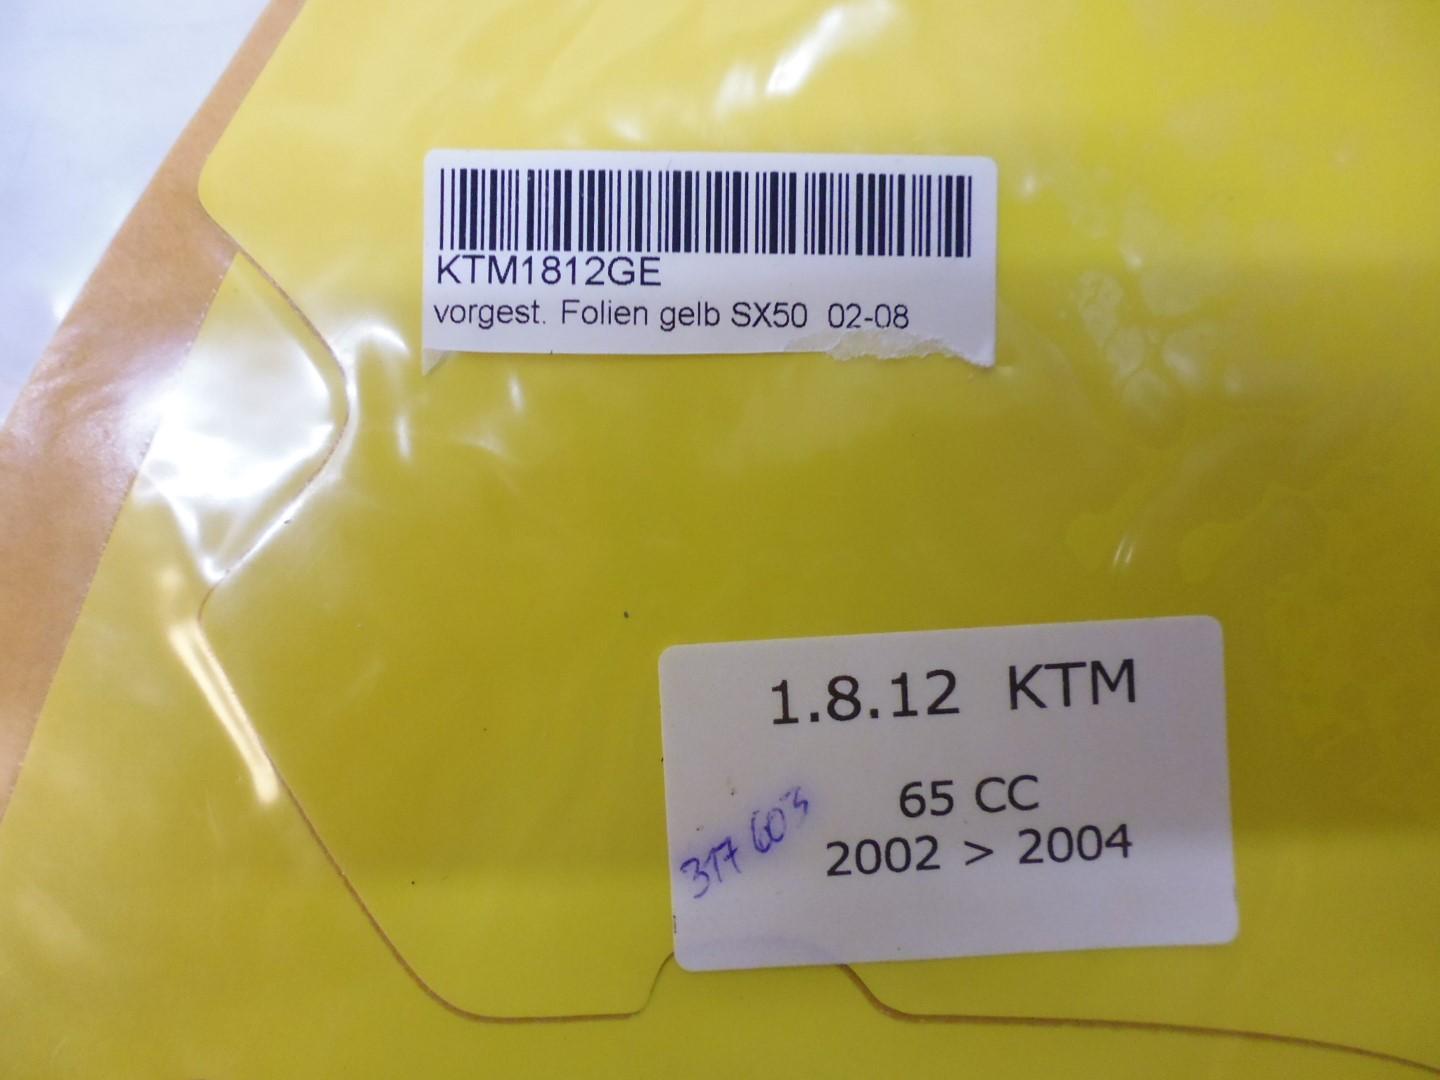 KTM1812GE
vorgest. Folien gelb SX50 02-08
1.8.12 KTM
65 CC
2002 > 2004
317 603